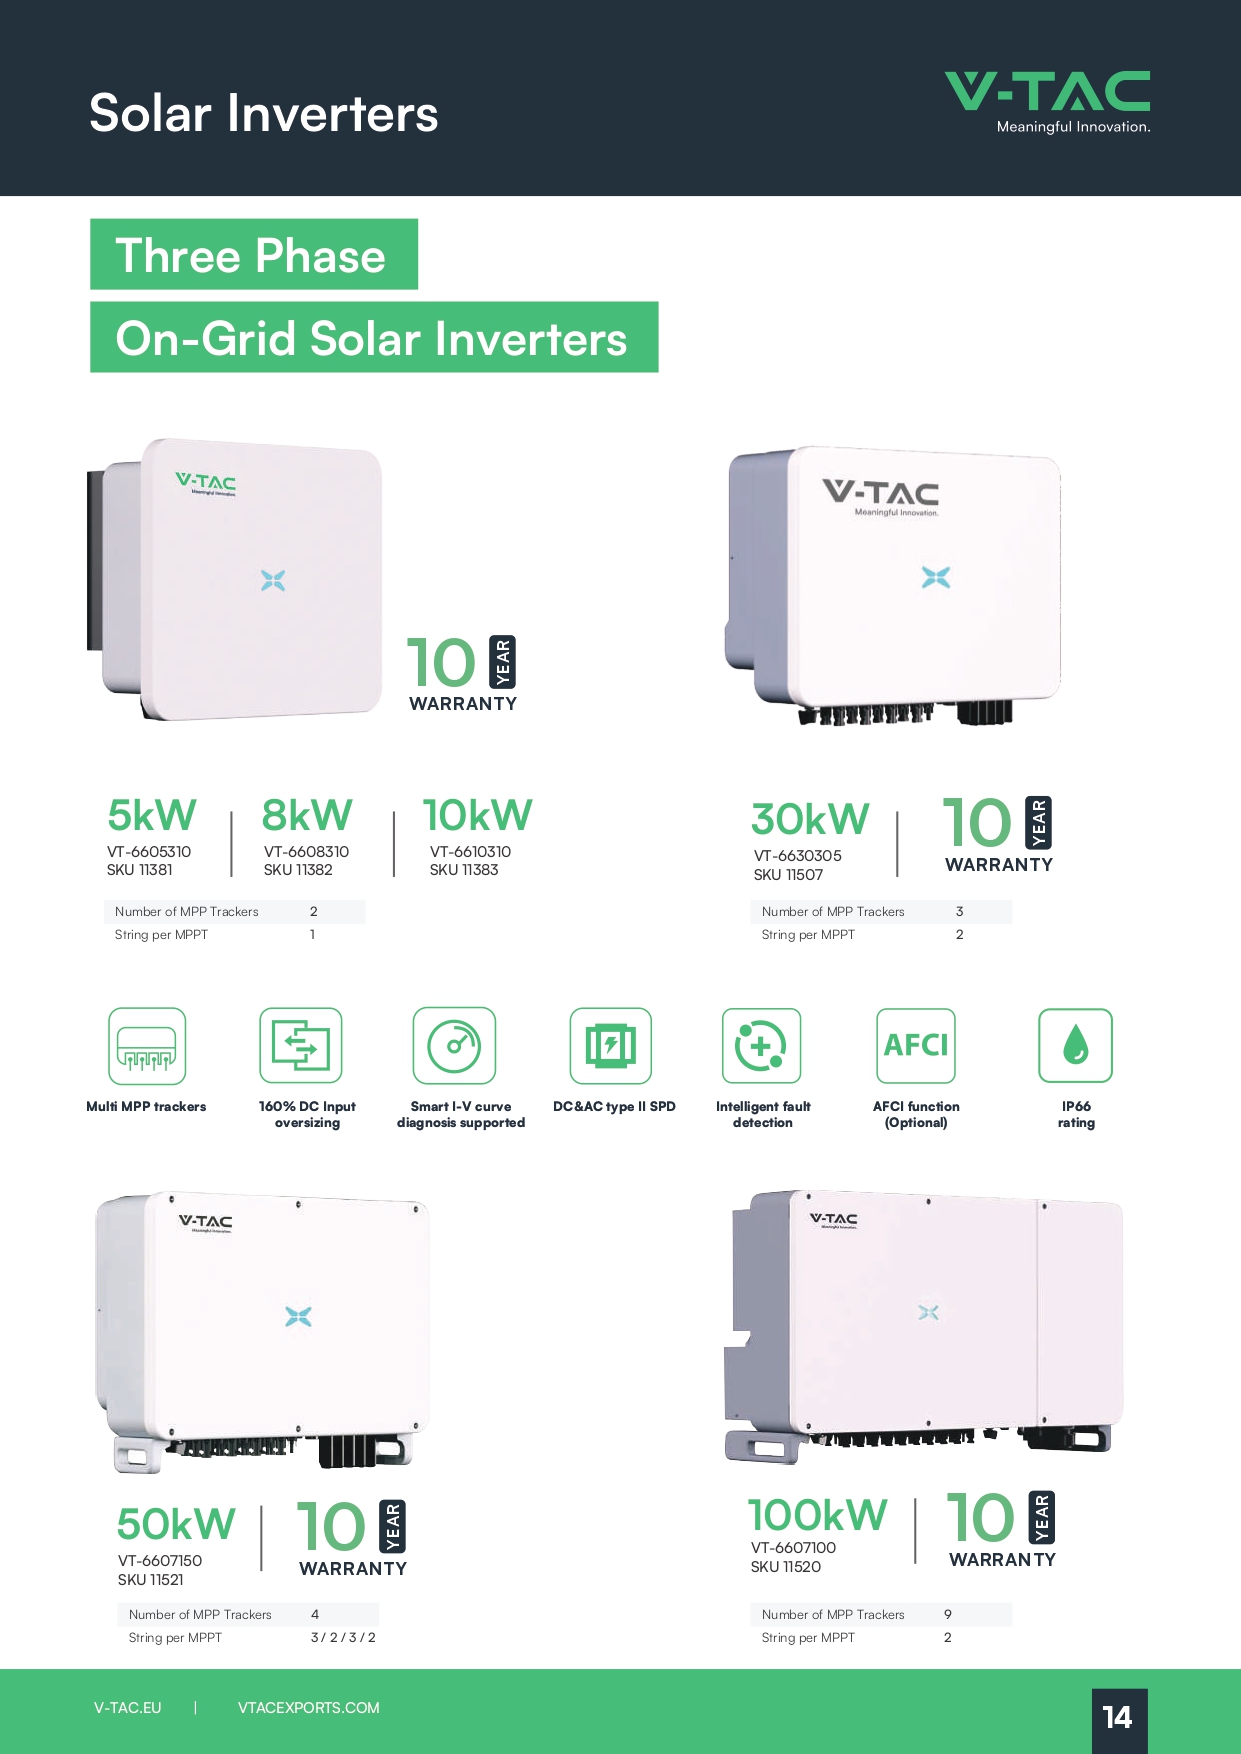 Solar Inverters
V-TAC
Meaningful Innovation.
Three Phase
On-Grid Solar Inverters
V-TAC
Meaningful Innovation.
10 YEAR
WARRANTY
V-TAC
Meaningful Innovation.
5kW
VT-6605310
SKU 11381
8kW
VT-6608310
SKU 11382
10kW
VT-6610310
SKU 11383
Number of MPP Trackers 2
String per MPPT 1
30kW
VT-6630305
SKU 11507
10 YEAR
WARRANTY
Number of MPP Trackers 3
String per MPPT 2
Multi MPP trackers
160% DC Input
oversizing
Smart I-V curve
diagnosis supported
DC&AC type II SPD
Intelligent fault
detection
AFCI
AFCI function
(Optional)
IP66
rating
V-TAC
Meaningful Innovation.
V-TAC
Meaningful Innovation.
50kW
VT-6607150
SKU 11521
10 YEAR
WARRANTY
Number of MPP Trackers 4
String per MPPT 3 / 2 / 3 / 2
100kW
VT-6607100
SKU 11520
10 YEAR
WARRANTY
Number of MPP Trackers 9
String per MPPT 2
V-TAC.EU | VTACEXPORTS.COM
14